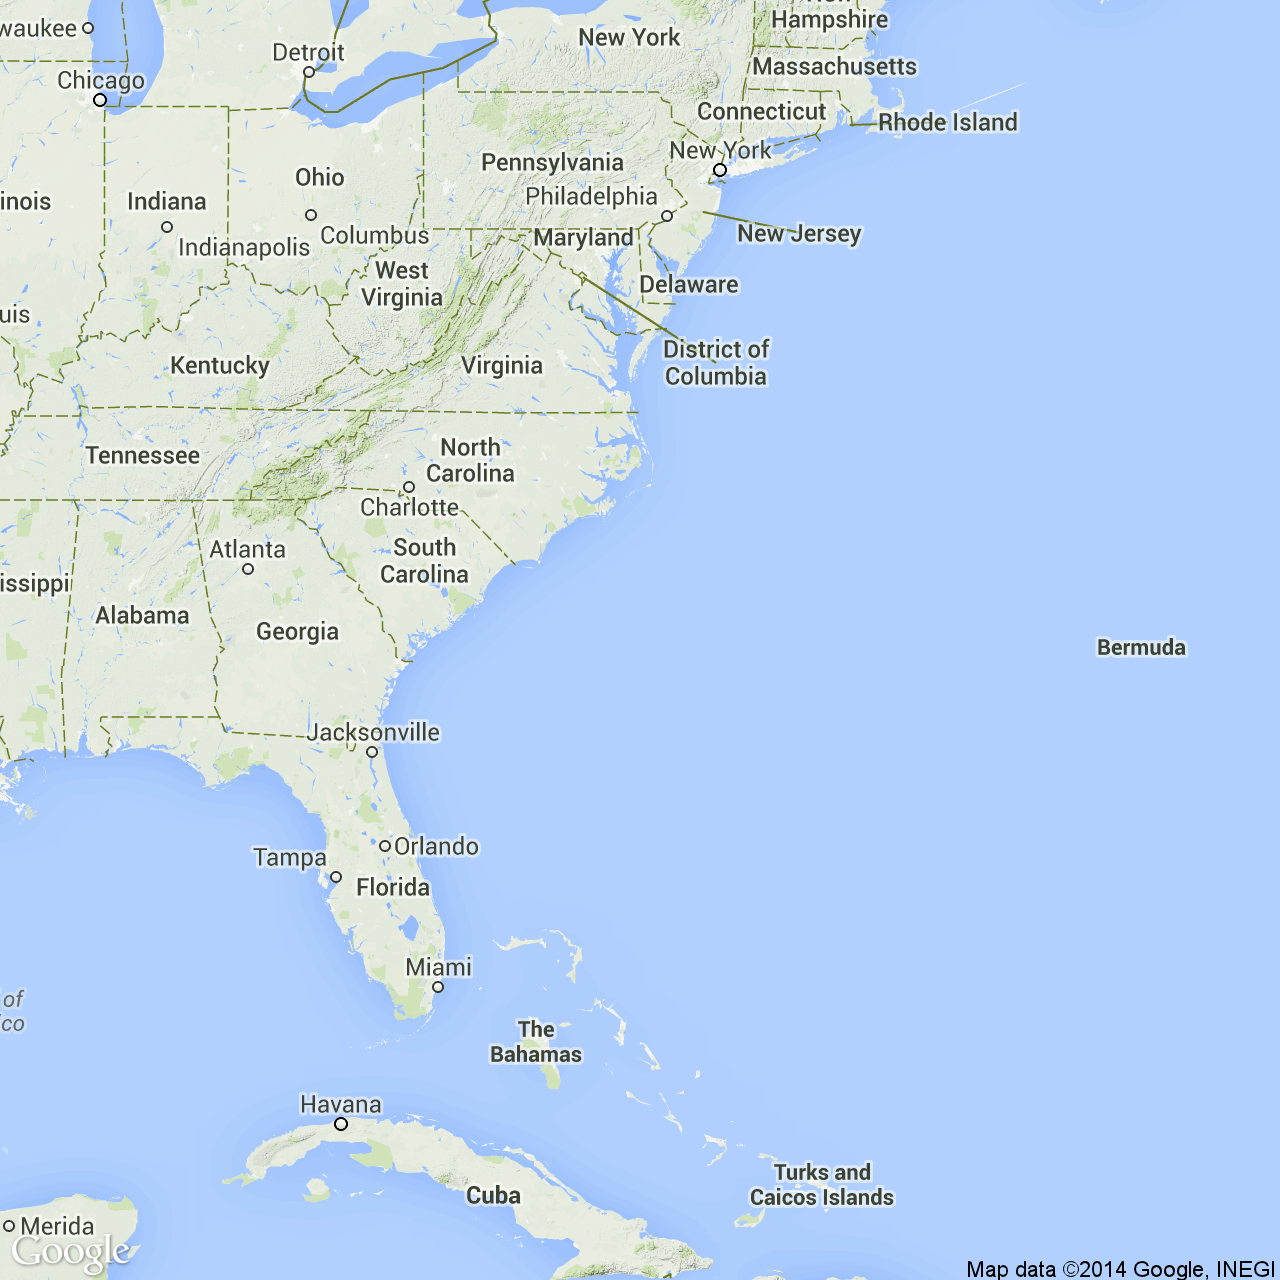 waukee
Detroit
Chicago
New York
Hampshire
Massachusetts
Connecticut
Rhode Island
New York
Pennsylvania
Ohio
Philadelphia
inois
Indiana
Columbus
Indianapolis
Maryland
New Jersey
West
Virginia
Delaware
uis
District of
Columbia
Kentucky
Virginia
Tennessee
North
Carolina
Charlotte
Atlanta
South
Carolina
issippi
Alabama
Georgia
Bermuda
Jacksonville
Orlando
Tampa
Florida
Miami
of
co
The
Bahamas
Havana
Cuba
Turks and
Caicos Islands
Merida
Google
Map data ©2014 Google, INEGI